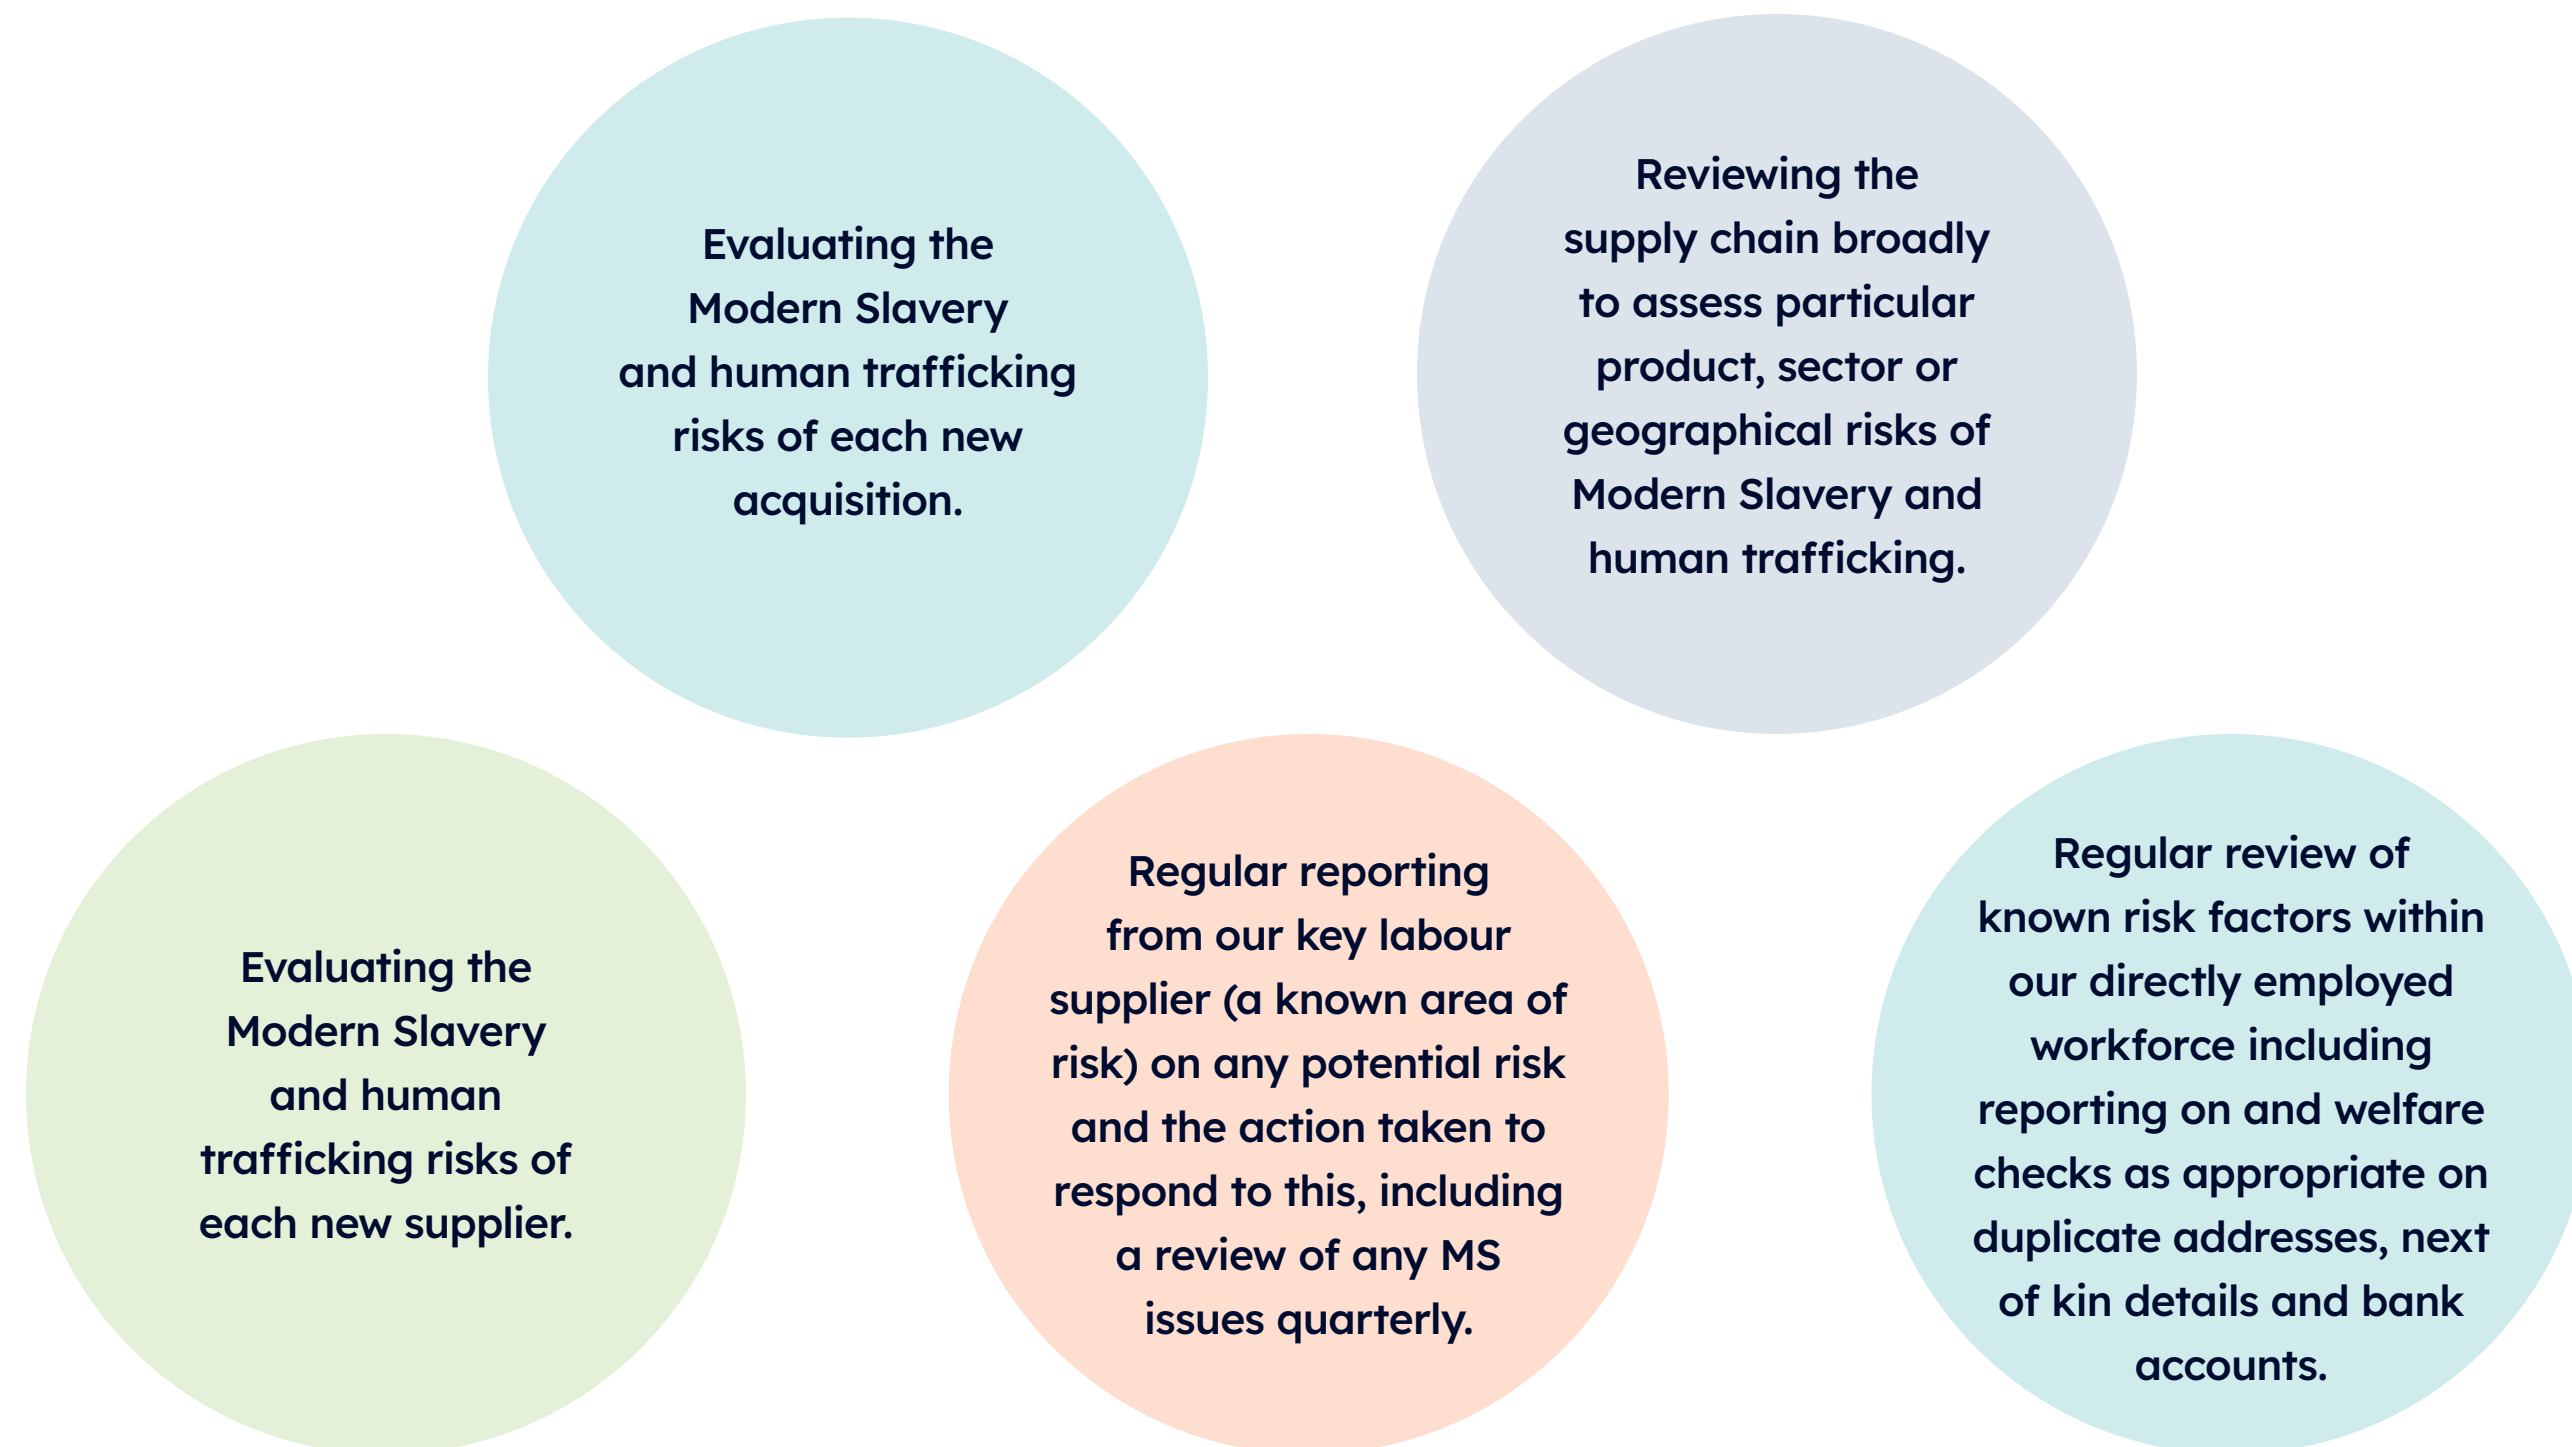 Evaluating the
Modern Slavery
and human trafficking
risks of each new
acquisition.
Reviewing the
supply chain broadly
to assess particular
product, sector or
geographical risks of
Modern Slavery and
human trafficking.
Evaluating the
Modern Slavery
and human
trafficking risks of
each new supplier.
Regular reporting
from our key labour
supplier (a known area of
risk) on any potential risk
and the action taken to
respond to this, including
a review of any MS
issues quarterly.
Regular review of
known risk factors within
our directly employed
workforce including
reporting on and welfare
checks as appropriate on
duplicate addresses, next
of kin details and bank
accounts.